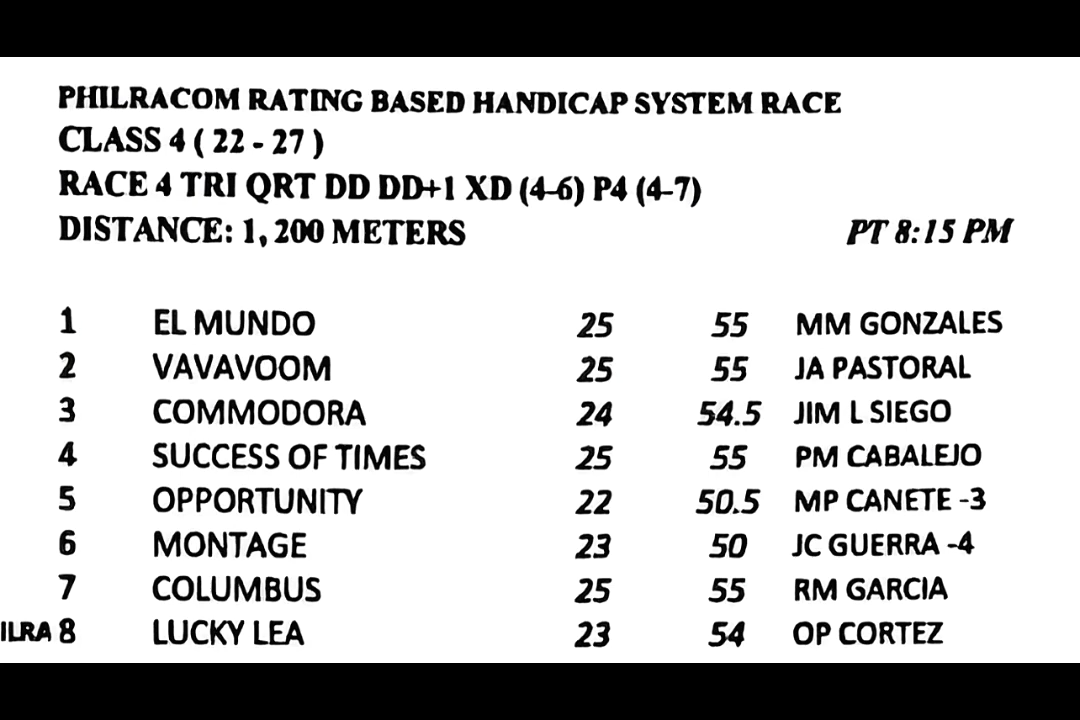 PHILRACOM RATING BASED HANDICAP SYSTEM RACE
CLASS 4 ( 22 - 27 )
RACE 4 TRI QRT DD DD+1 XD (4-6) P4 (4-7)
DISTANCE: 1, 200 METERS PT 8:15 PM
1 EL MUNDO 25 55 MM GONZALES
2 VAVAVOOM 25 55 JA PASTORAL
3 COMMODORA 24 54.5 JIM L SIEGO
4 SUCCESS OF TIMES 25 55 PM CABALEJO
5 OPPORTUNITY 22 50.5 MP CANETE -3
6 MONTAGE 23 50 JC GUERRA -4
7 COLUMBUS 25 55 RM GARCIA
ILRA 8 LUCKY LEA 23 54 OP CORTEZ